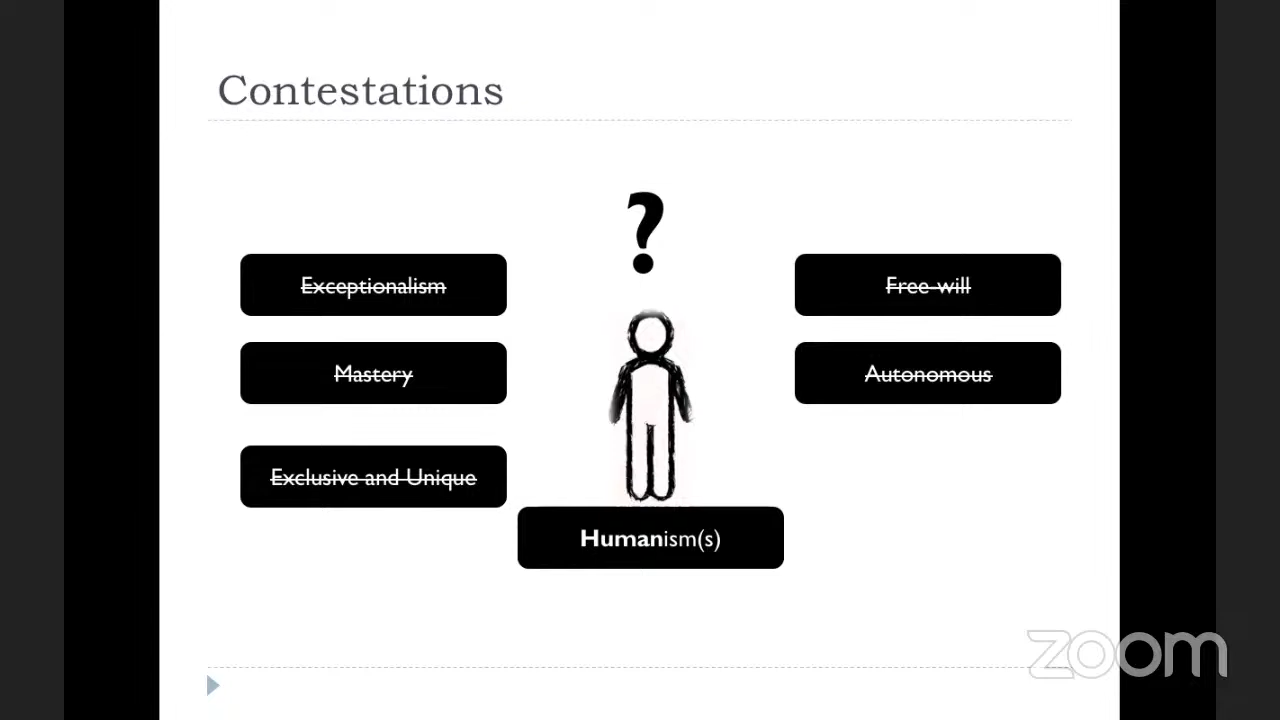 Contestations
?
Exceptionalism
Free-will
Mastery
Autonomous
Exclusive and Unique
Humanism(s)
zoom